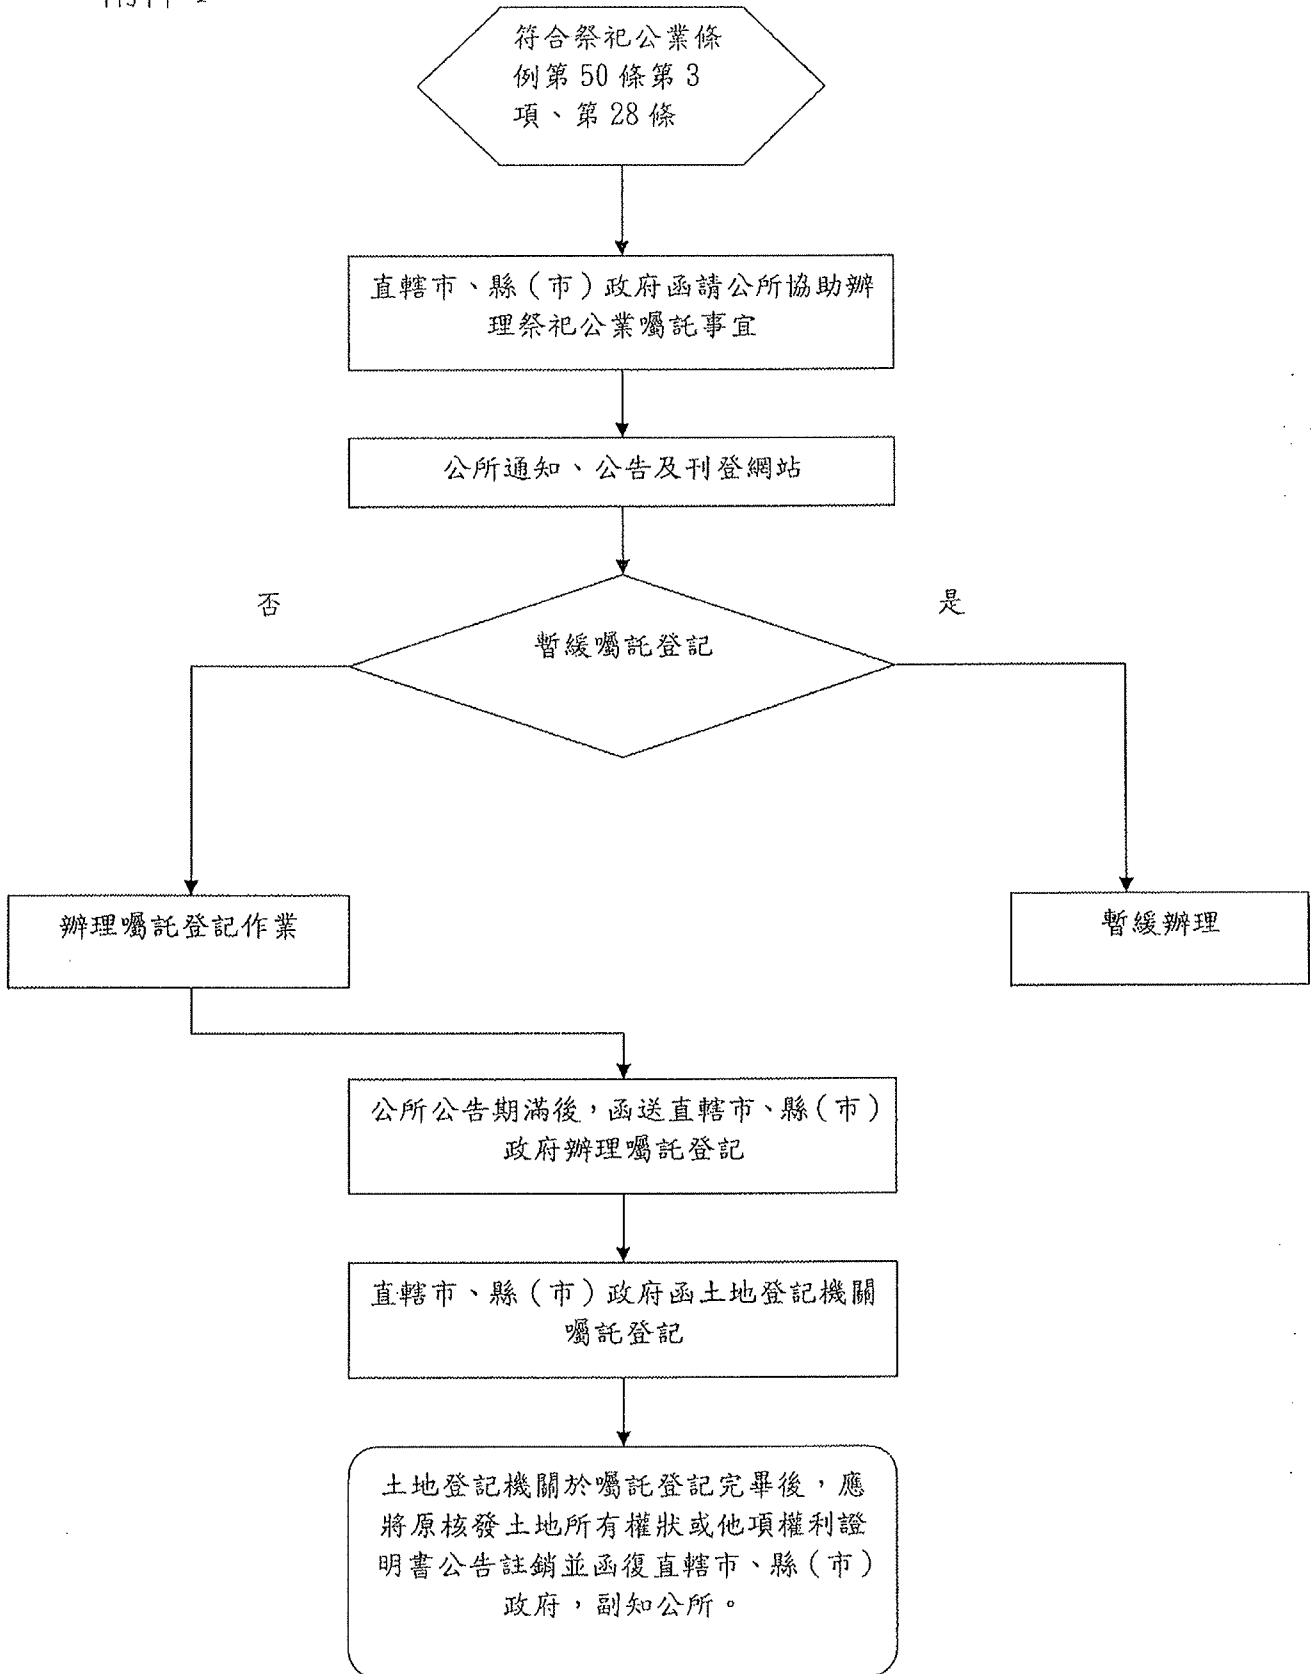 符合祭祀公業條
例第 50 條第 3
項、第 28 條
直轄市、縣（市）政府函請公所協助辦
理祭祀公業囑託事宜
公所通知、公告及刊登網站
否
是
暫緩囑託登記
辦理囑託登記作業
暫緩辦理
公所公告期滿後，函送直轄市、縣（市）
政府辦理囑託登記
直轄市、縣（市）政府函土地登記機關
囑託登記
土地登記機關於囑託登記完畢後，應
將原核發土地所有權狀或他項權利證
明書公告註銷並函復直轄市、縣（市）
政府，副知公所。